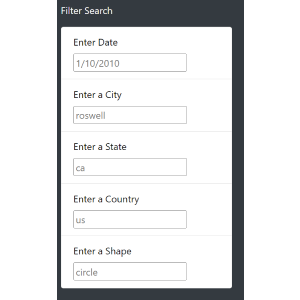 Filter Search
Enter Date
1/10/2010
Enter a City
roswell
Enter a State
ca
Enter a Country
us
Enter a Shape
circle